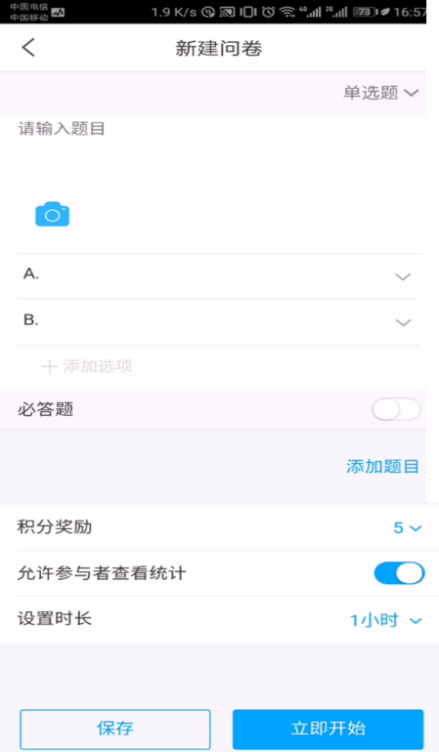 中国电信
中国移动
1.9 K/s 4G 2G 73 16:57
新建问卷
单选题
请输入题目
A.
B.
添加选项
必答题
添加题目
积分奖励 5
允许参与者查看统计
设置时长 1小时
保存 立即开始